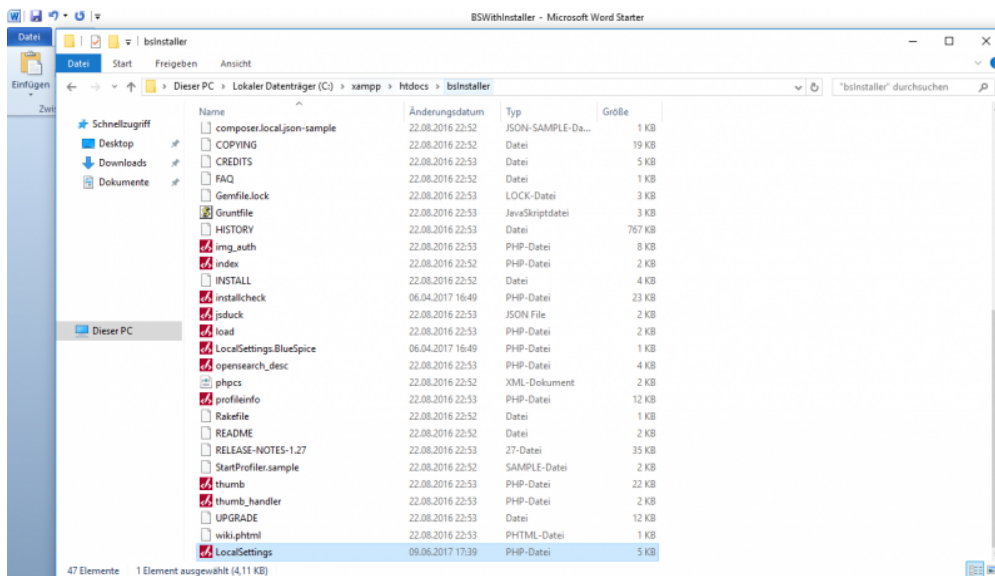 BSWithInstaller - Microsoft Word Starter
Datei
Einfügen
Zwi
bsInstaller
Datei Start Freigeben Ansicht
Dieser PC › Lokaler Datenträger (C:) › xampp › htdocs › bsInstaller
"bsInstaller" durchsuchen
Schnellzugriff
Desktop
Downloads
Dokumente
Dieser PC
Name Änderungsdatum Typ Größe
composer.local.json-sample 22.08.2016 22:52 JSON-SAMPLE-Da... 1 KB
COPYING 22.08.2016 22:52 Datei 19 KB
CREDITS 22.08.2016 22:53 Datei 5 KB
FAQ 22.08.2016 22:52 Datei 1 KB
Gemfile.lock 22.08.2016 22:53 LOCK-Datei 3 KB
Gruntfile 22.08.2016 22:53 JavaSkriptdatei 3 KB
HISTORY 22.08.2016 22:53 Datei 767 KB
img_auth 22.08.2016 22:53 PHP-Datei 8 KB
index 22.08.2016 22:52 PHP-Datei 2 KB
INSTALL 22.08.2016 22:52 Datei 4 KB
installcheck 06.04.2017 16:49 PHP-Datei 23 KB
jsduck 22.08.2016 22:53 JSON File 2 KB
load 22.08.2016 22:53 PHP-Datei 2 KB
LocalSettings.BlueSpice 06.04.2017 16:49 PHP-Datei 1 KB
opensearch_desc 22.08.2016 22:53 PHP-Datei 4 KB
phpcs 22.08.2016 22:52 XML-Dokument 2 KB
profileinfo 22.08.2016 22:53 PHP-Datei 12 KB
Rakefile 22.08.2016 22:52 Datei 1 KB
README 22.08.2016 22:52 Datei 2 KB
RELEASE-NOTES-1.27 22.08.2016 22:53 27-Datei 35 KB
StartProfiler.sample 22.08.2016 22:53 SAMPLE-Datei 2 KB
thumb 22.08.2016 22:53 PHP-Datei 22 KB
thumb_handler 22.08.2016 22:53 PHP-Datei 2 KB
UPGRADE 22.08.2016 22:53 Datei 12 KB
wiki.phtml 22.08.2016 22:53 PHTML-Datei 1 KB
LocalSettings 09.06.2017 17:39 PHP-Datei 5 KB
47 Elemente 1 Element ausgewählt (4,11 KB)